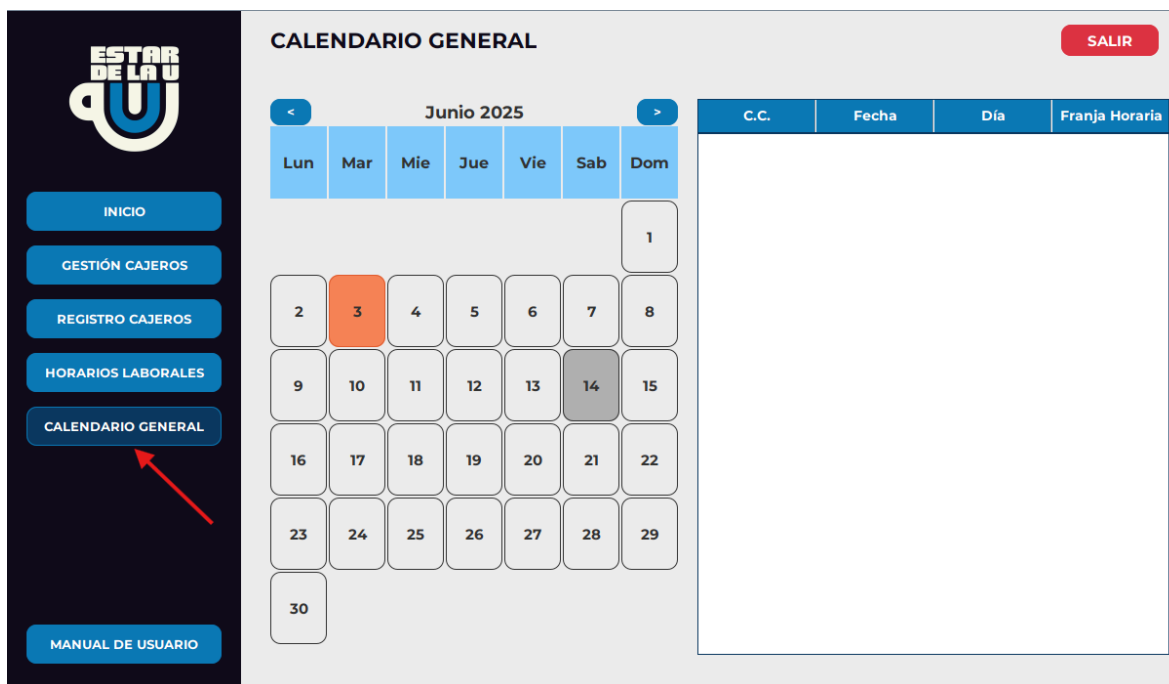 ESTAR
DE LA U
INICIO
GESTIÓN CAJEROS
REGISTRO CAJEROS
HORARIOS LABORALES
CALENDARIO GENERAL
MANUAL DE USUARIO
CALENDARIO GENERAL
SALIR
< Junio 2025 >
Lun Mar Mie Jue Vie Sab Dom
1
2 3 4 5 6 7 8
9 10 11 12 13 14 15
16 17 18 19 20 21 22
23 24 25 26 27 28 29
30
C.C. Fecha Día Franja Horaria